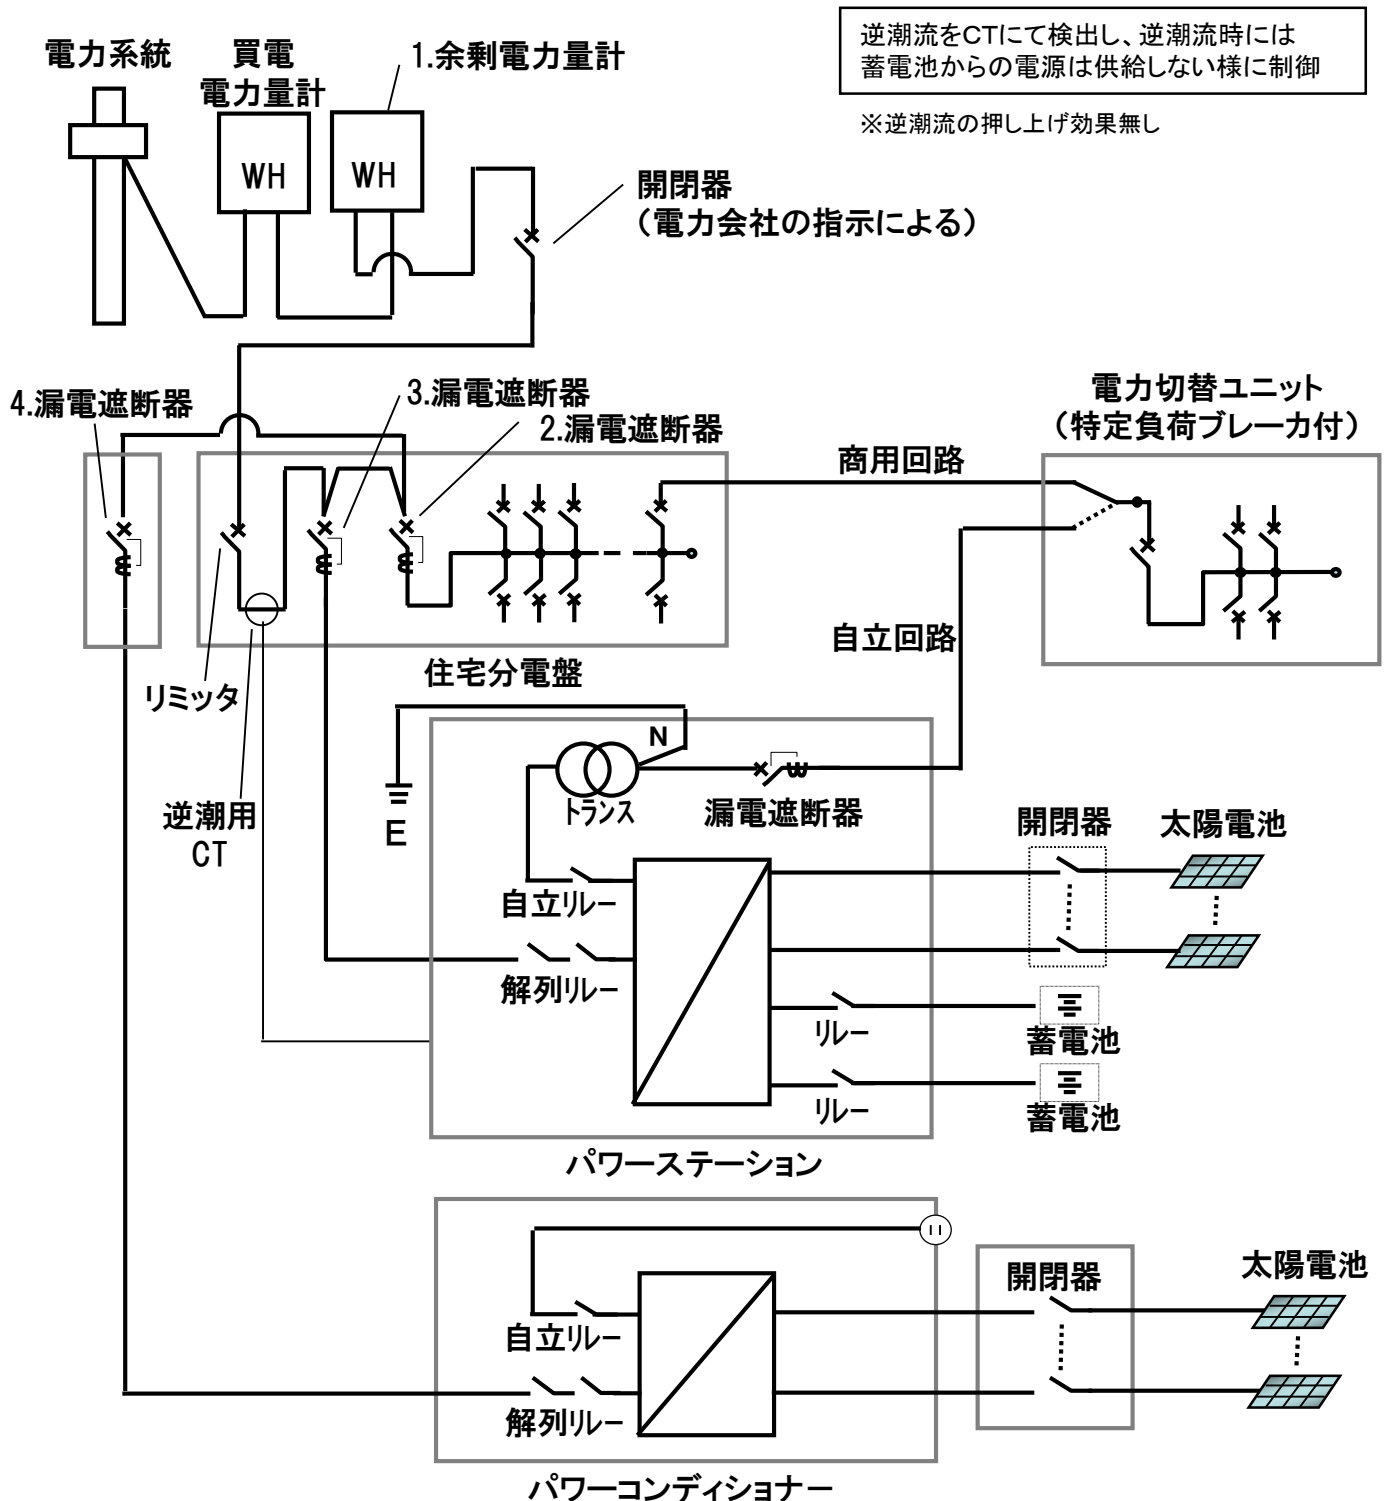 逆潮流をCTにて検出し、逆潮流時には
蓄電池からの電源は供給しない様に制御
※逆潮流の押し上げ効果無し
電力系統
買電
電力量計
1.余剰電力量計
WH
WH
開閉器
（電力会社の指示による）
4.漏電遮断器
3.漏電遮断器
2.漏電遮断器
電力切替ユニット
（特定負荷ブレーカ付）
商用回路
自立回路
住宅分電盤
リミッタ
逆潮用
CT
N
E
トランス
漏電遮断器
開閉器
太陽電池
自立リレー
解列リレー
リレー
蓄電池
リレー
蓄電池
パワーステーション
開閉器
太陽電池
自立リレー
解列リレー
パワーコンディショナー